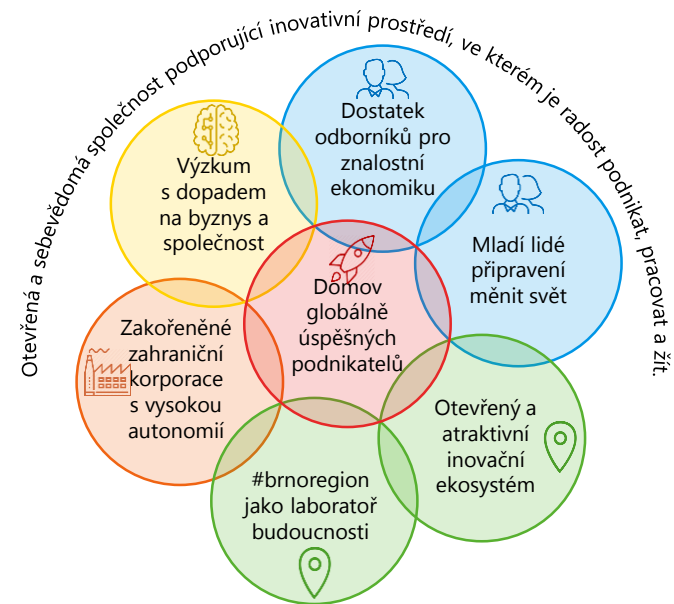 Otevřená a sebevědomá společnost podporující inovativní prostředí, ve kterém je radost podnikat, pracovat a žít.
Dostatek
odborníků pro
znalostní
ekonomiku
Výzkum
s dopadem
na byznys a
společnost
Mladí lidé
připravení
měnit svět
Domov
globálně
úspěšných
podnikatelů
Zakořeněné
zahraniční
korporace
s vysokou
autonomií
Otevřený a
atraktivní
inovační
ekosystém
#brnoregion
jako laboratoř
budoucnosti